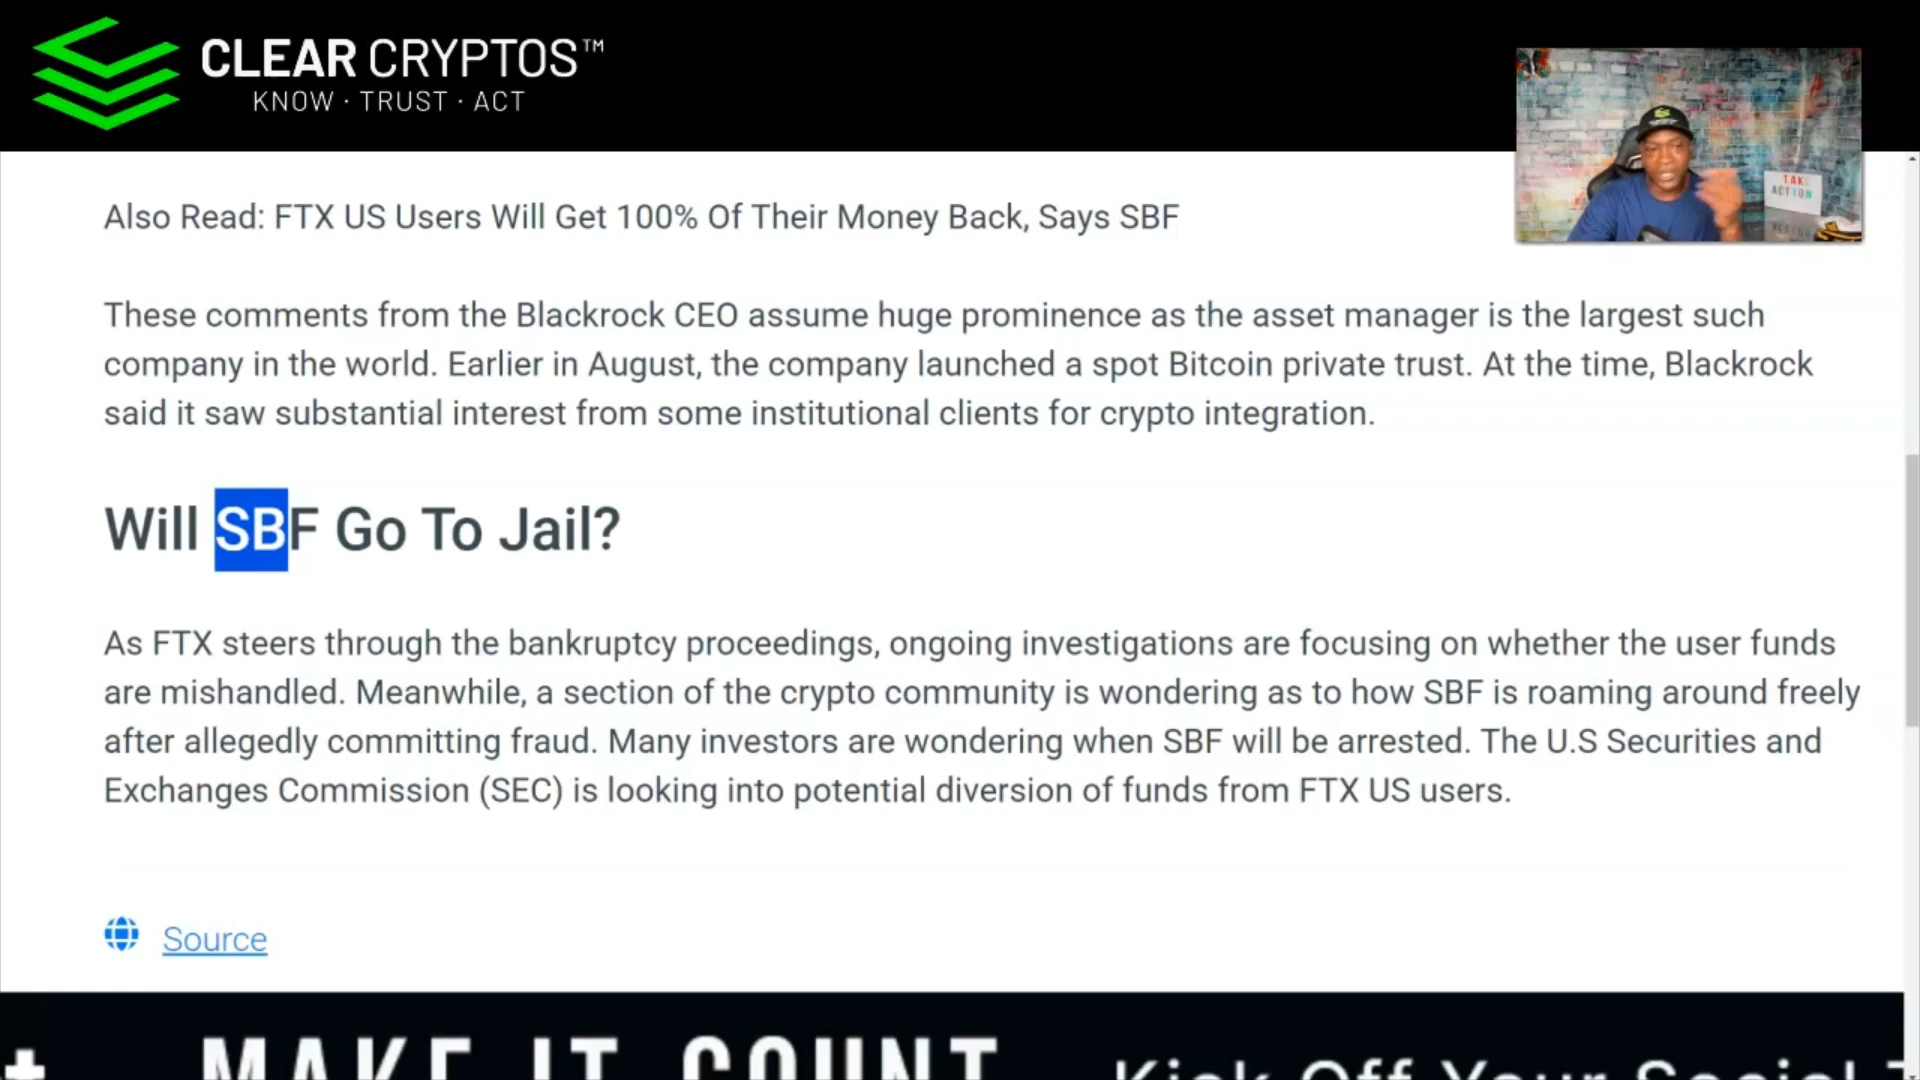 CLEAR CRYPTOS™
KNOW · TRUST · ACT
TAK
ACTION
Also Read: FTX US Users Will Get 100% Of Their Money Back, Says SBF
These comments from the Blackrock CEO assume huge prominence as the asset manager is the largest such
company in the world. Earlier in August, the company launched a spot Bitcoin private trust. At the time, Blackrock
said it saw substantial interest from some institutional clients for crypto integration.
Will SBF Go To Jail?
As FTX steers through the bankruptcy proceedings, ongoing investigations are focusing on whether the user funds
are mishandled. Meanwhile, a section of the crypto community is wondering as to how SBF is roaming around freely
after allegedly committing fraud. Many investors are wondering when SBF will be arrested. The U.S Securities and
Exchanges Commission (SEC) is looking into potential diversion of funds from FTX US users.
Source
MAKE IT COUNT Kick Off Your Social